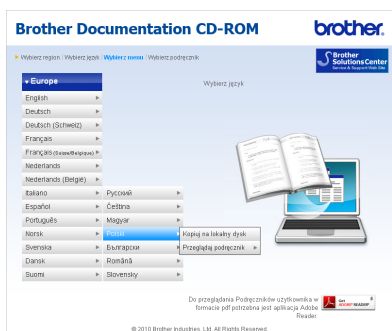 Brother Documentation CD-ROM
brother.
Wybierz region | Wybierz język | Wybierz menu | Wybierz podręcznik
Brother
Solutions Center
Service & Support Web Site
Europe
Wybierz język
English
Deutsch
Deutsch (Schweiz)
Français
Français (Suisse/Belgique)
Nederlands
Nederlands (België)
Italiano
Русский
Español
Čeština
Português
Magyar
Norsk
Polski
Kopiuj na lokalny dysk
Svenska
Български
Przeglądaj podręcznik
Dansk
Română
Suomi
Slovensky
Do przeglądania Podręczników użytkownika w
formacie pdf potrzebna jest aplikacja Adobe
Reader.
Get
ADOBE READER
© 2010 Brother Industries, Ltd. All Rights Reserved.